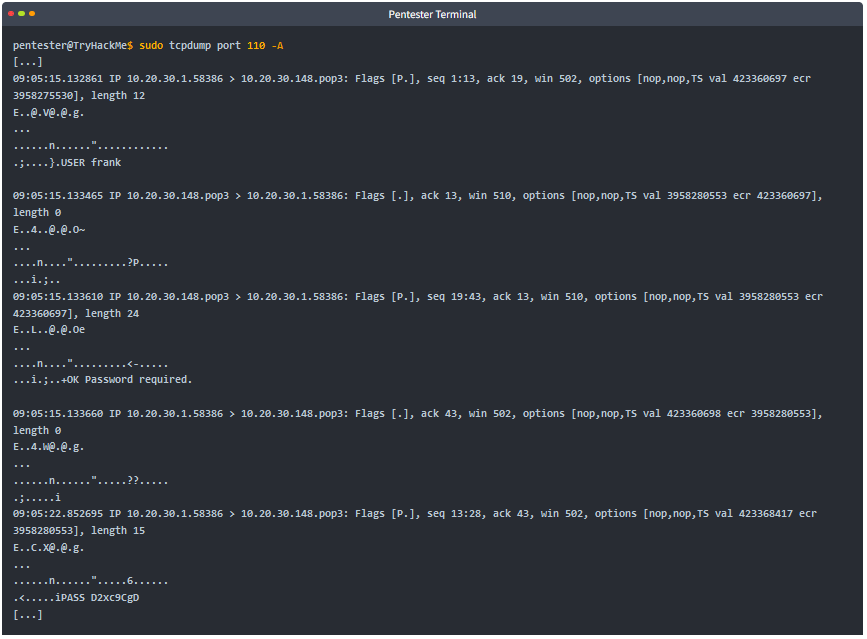 Pentester Terminal
pentester@TryHackMe$ sudo tcpdump port 110 -A
[...]
09:05:15.132861 IP 10.20.30.1.58386 > 10.20.30.148.pop3: Flags [P.], seq 1:13, ack 19, win 502, options [nop,nop,TS val 423360697 ecr
3958275530], length 12
E..@.V@.@.g.
...
......n......"............
.;....}.USER frank
09:05:15.133465 IP 10.20.30.148.pop3 > 10.20.30.1.58386: Flags [.], ack 13, win 510, options [nop,nop,TS val 3958280553 ecr 423360697],
length 0
E..4..@.@.O~
...
....n....".........?P.....
...i.;..
09:05:15.133610 IP 10.20.30.148.pop3 > 10.20.30.1.58386: Flags [P.], seq 19:43, ack 13, win 510, options [nop,nop,TS val 3958280553 ecr
423360697], length 24
E..L..@.@.Oe
...
....n....".........<-.....
...i.;..+OK Password required.
09:05:15.133660 IP 10.20.30.1.58386 > 10.20.30.148.pop3: Flags [.], ack 43, win 502, options [nop,nop,TS val 423360698 ecr 3958280553],
length 0
E..4.W@.@.g.
...
......n......".....??.....
.;.....i
09:05:22.852695 IP 10.20.30.1.58386 > 10.20.30.148.pop3: Flags [P.], seq 13:28, ack 43, win 502, options [nop,nop,TS val 423368417 ecr
3958280553], length 15
E..C.X@.@.g.
...
......n......".....6......
.<.....iPASS D2xc9CgD
[...]